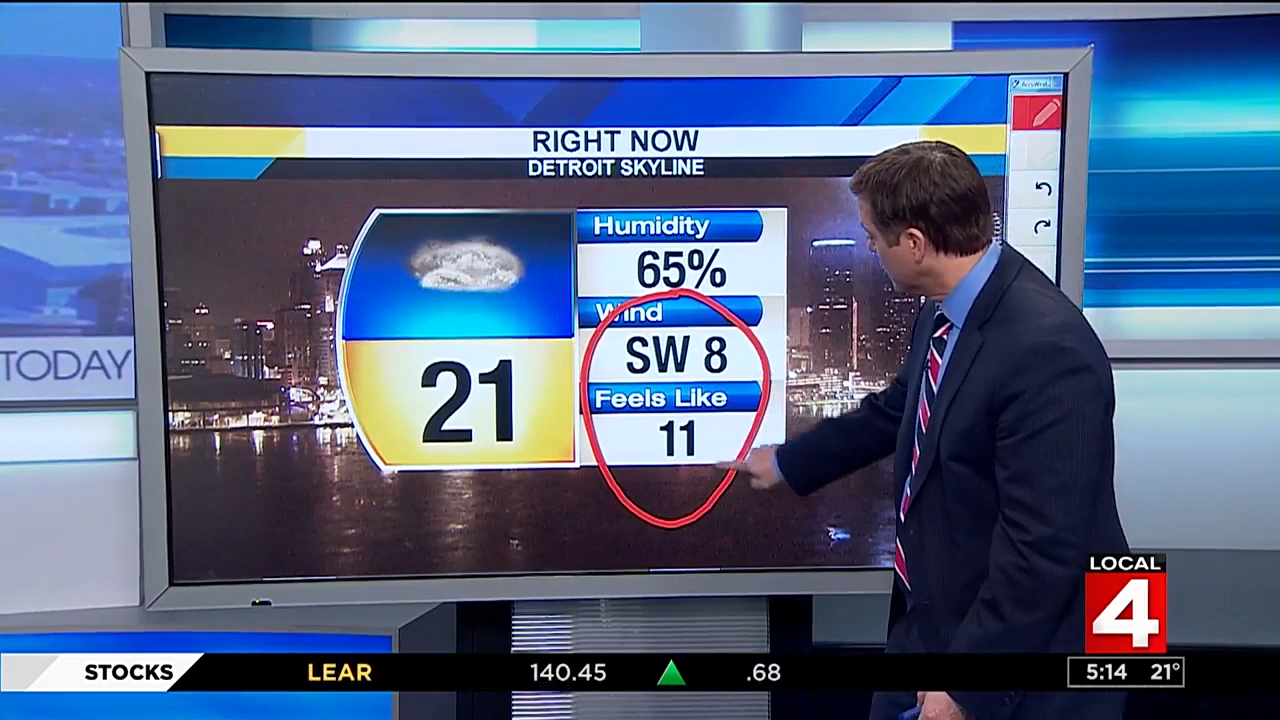 AccuWeat
RIGHT NOW
DETROIT SKYLINE
Humidity
65%
Wind
SW 8
Feels Like
11
21
TODAY
LOCAL
4
STOCKS LEAR 140.45 .68
5:14 21°